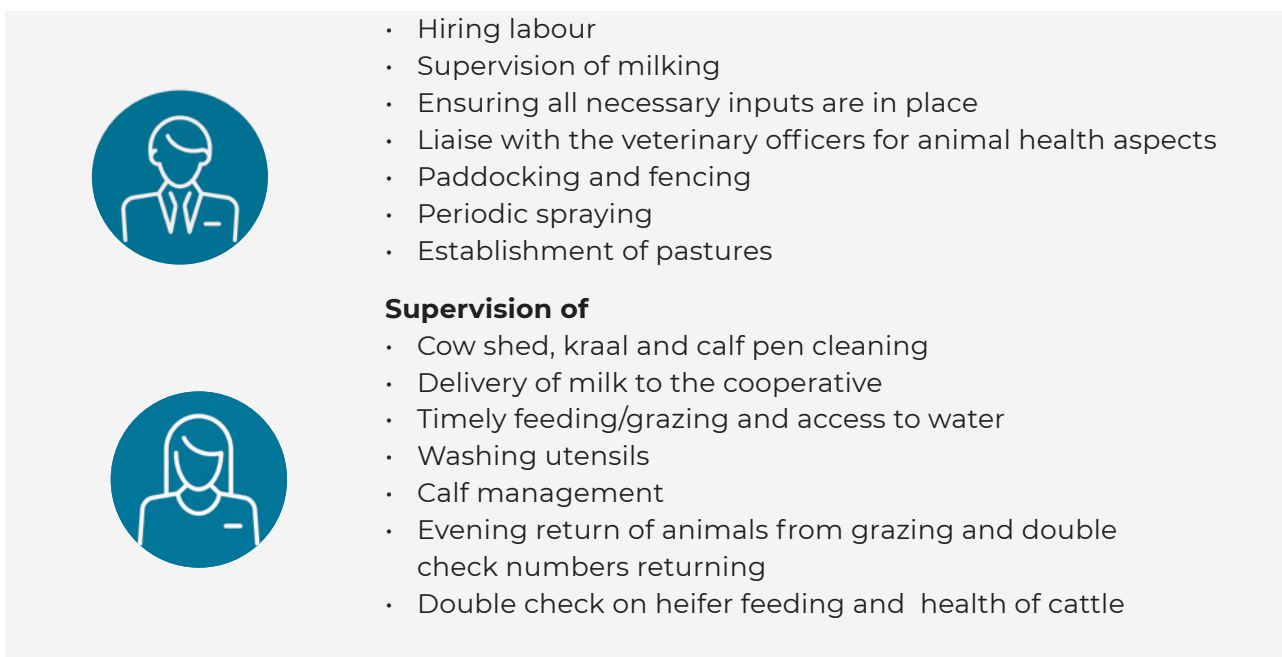 • Hiring labour
• Supervision of milking
• Ensuring all necessary inputs are in place
• Liaise with the veterinary officers for animal health aspects
• Paddocking and fencing
• Periodic spraying
• Establishment of pastures
Supervision of
• Cow shed, kraal and calf pen cleaning
• Delivery of milk to the cooperative
• Timely feeding/grazing and access to water
• Washing utensils
• Calf management
• Evening return of animals from grazing and double
check numbers returning
• Double check on heifer feeding and  health of cattle